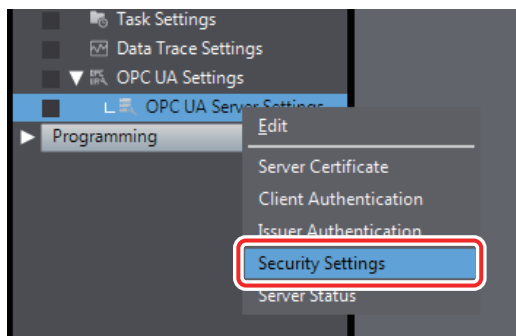 Task Settings
Data Trace Settings
OPC UA Settings
OPC UA Server Settings
Programming
Edit
Server Certificate
Client Authentication
Issuer Authentication
Security Settings
Server Status